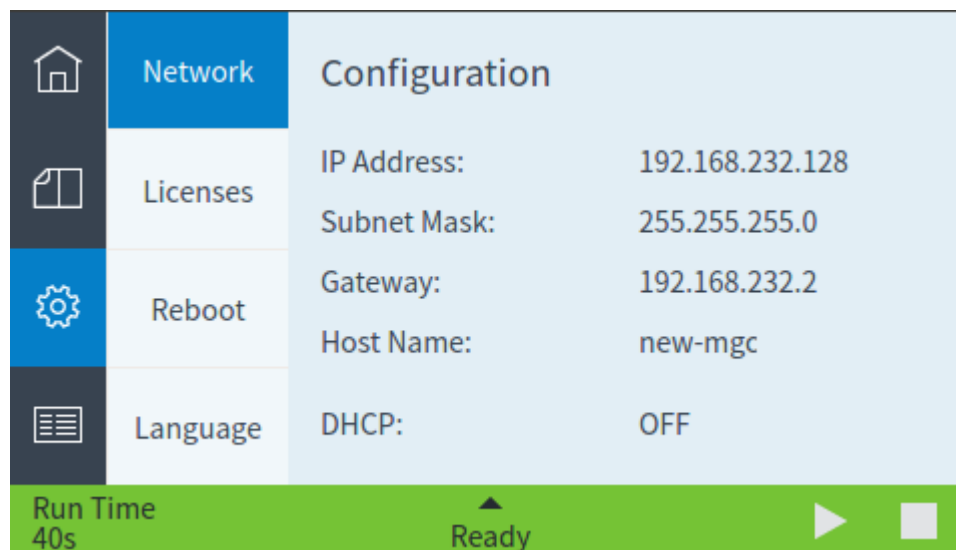 Network
Configuration
IP Address: 192.168.232.128
Licenses
Subnet Mask: 255.255.255.0
Gateway: 192.168.232.2
Reboot
Host Name: new-mgc
Language
DHCP: OFF
Run Time
40s
Ready